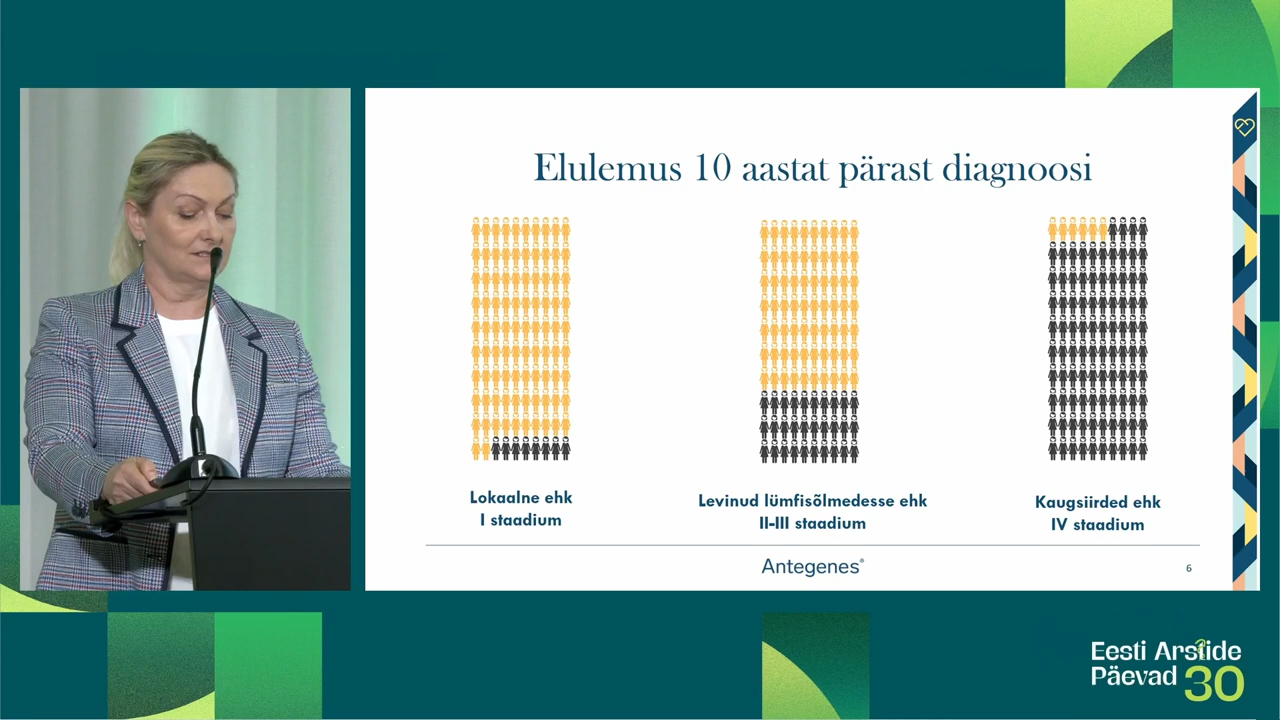 Elulemus 10 aastat pärast diagnoosi
Lokaalne ehk
I staadium
Levinud lümfisõlmedesse ehk
II-III staadium
Kaugsiirded ehk
IV staadium
Antegenes®
6
Eesti Arstide
Päevad 30